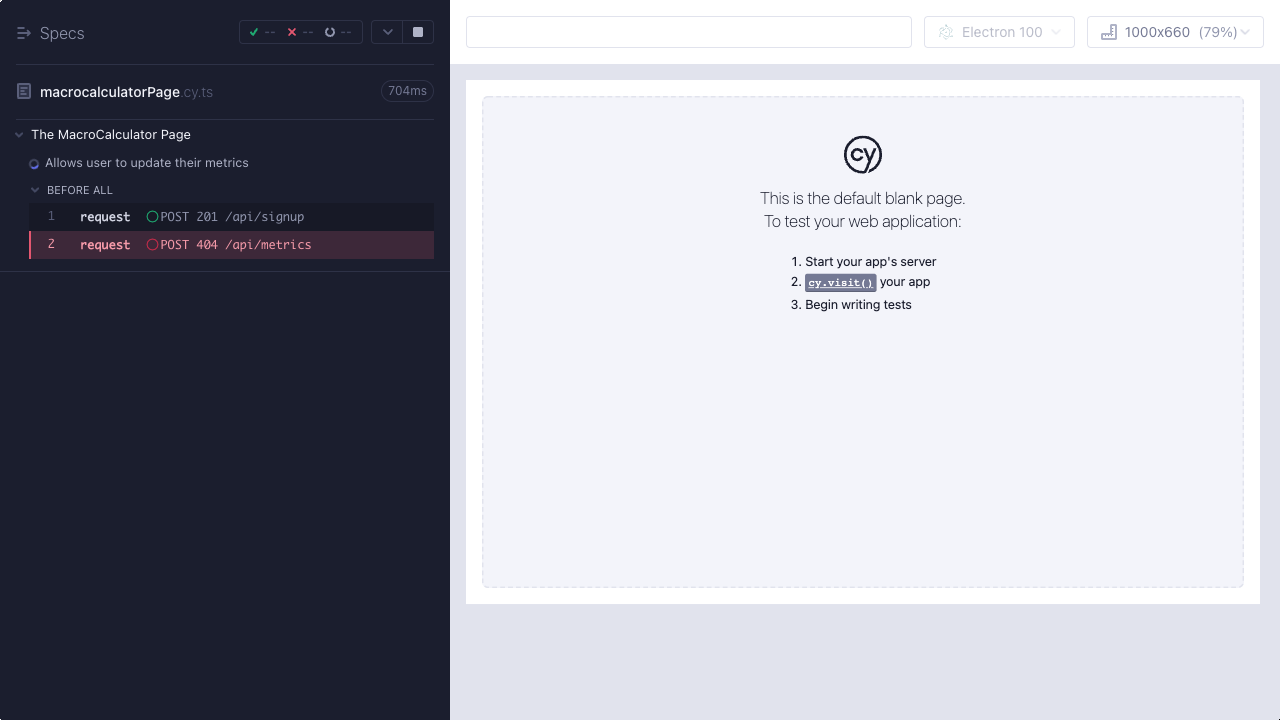 Specs
-- -- --
macrocalculatorPage.cy.ts 704ms
The MacroCalculator Page
Allows user to update their metrics
BEFORE ALL
1 request POST 201 /api/signup
2 request POST 404 /api/metrics
Electron 100
1000x660 (79%)
cy
This is the default blank page.
To test your web application:
1. Start your app's server
2. cy.visit() your app
3. Begin writing tests